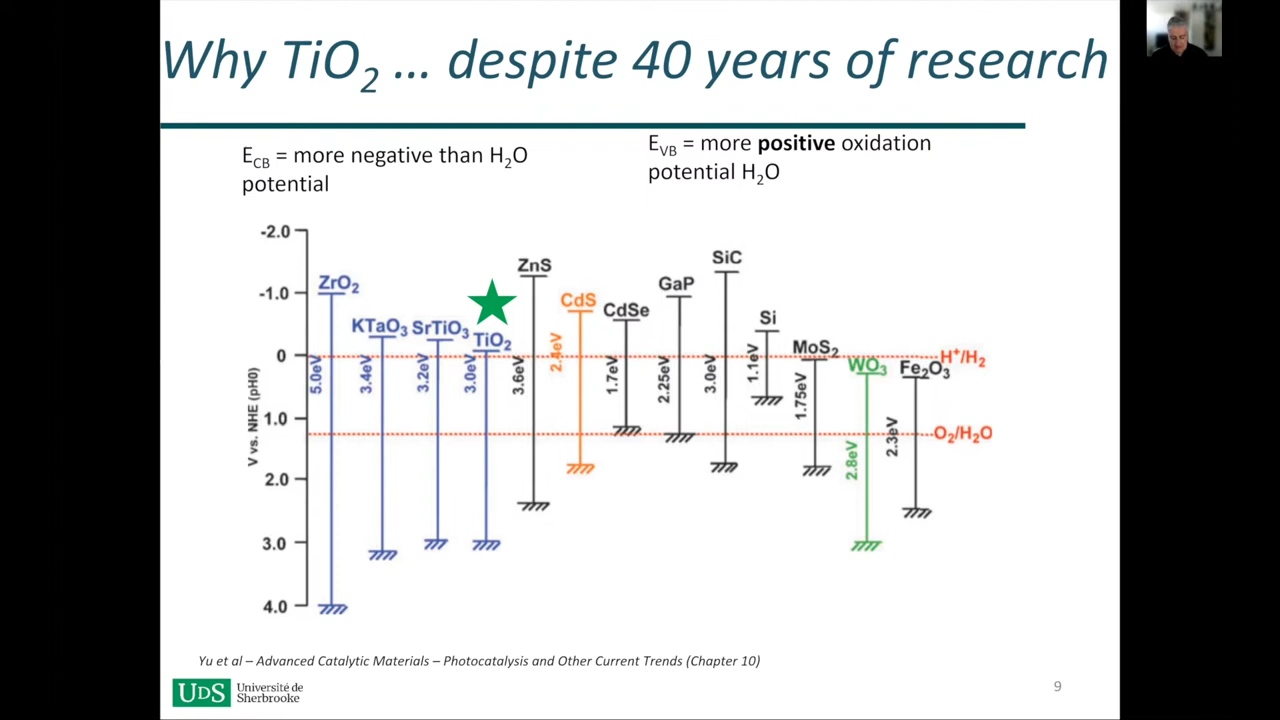 Why TiO₂ ... despite 40 years of research
E_CB = more negative than H₂O
potential
E_VB = more positive oxidation
potential H₂O
-2.0
-1.0
0
1.0
2.0
3.0
4.0
V vs. NHE (pH0)
ZrO₂
5.0eV
KTaO₃
3.4eV
SrTiO₃
3.2eV
TiO₂
3.0eV
ZnS
3.6eV
CdS
2.4eV
CdSe
1.7eV
GaP
2.25eV
SiC
3.0eV
Si
1.1eV
MoS₂
1.75eV
WO₃
2.8eV
Fe₂O₃
2.3eV
H⁺/H₂
O₂/H₂O
Yu et al – Advanced Catalytic Materials – Photocatalysis and Other Current Trends (Chapter 10)
UDS Université de
Sherbrooke
9